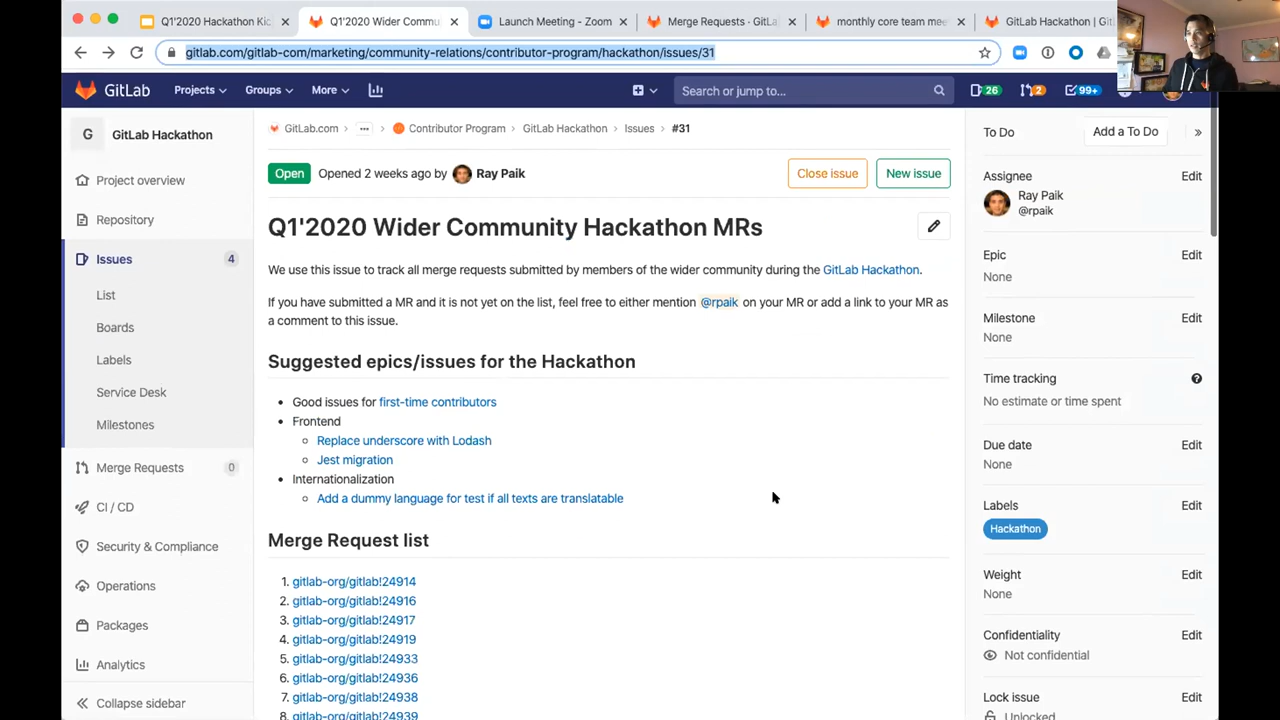 Q1'2020 Hackathon Kic
Q1'2020 Wider Commu
Launch Meeting - Zoom
Merge Requests · GitLa
monthly core team mee
GitLab Hackathon | Git
gitlab.com/gitlab-com/marketing/community-relations/contributor-program/hackathon/issues/31
GitLab
Projects
Groups
More
Search or jump to...
26
2
99+
G
GitLab Hackathon
GitLab.com › ... › Contributor Program › GitLab Hackathon › Issues › #31
To Do
Add a To Do
Project overview
Repository
Issues
4
List
Boards
Labels
Service Desk
Milestones
Merge Requests
0
CI / CD
Security & Compliance
Operations
Packages
Analytics
Collapse sidebar
Open
Opened 2 weeks ago by Ray Paik
Close issue
New issue
Q1'2020 Wider Community Hackathon MRs
We use this issue to track all merge requests submitted by members of the wider community during the GitLab Hackathon.
If you have submitted a MR and it is not yet on the list, feel free to either mention @rpaik on your MR or add a link to your MR as
a comment to this issue.
Suggested epics/issues for the Hackathon
• Good issues for first-time contributors
• Frontend
Replace underscore with Lodash
Jest migration
• Internationalization
Add a dummy language for test if all texts are translatable
Merge Request list
1. gitlab-org/gitlab!24914
2. gitlab-org/gitlab!24916
3. gitlab-org/gitlab!24917
4. gitlab-org/gitlab!24919
5. gitlab-org/gitlab!24933
6. gitlab-org/gitlab!24936
7. gitlab-org/gitlab!24938
8. gitlab-org/gitlab!24939
Assignee
Edit
Ray Paik
@rpaik
Epic
Edit
None
Milestone
Edit
None
Time tracking
No estimate or time spent
Due date
Edit
None
Labels
Edit
Hackathon
Weight
Edit
None
Confidentiality
Edit
Not confidential
Lock issue
Edit
Unlocked